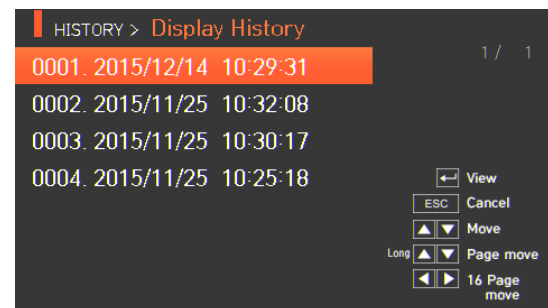 HISTORY > Display History
1/ 1
0001. 2015/12/14 10:29:31
0002. 2015/11/25 10:32:08
0003. 2015/11/25 10:30:17
0004. 2015/11/25 10:25:18
View
ESC Cancel
Move
Long Page move
16 Page
move